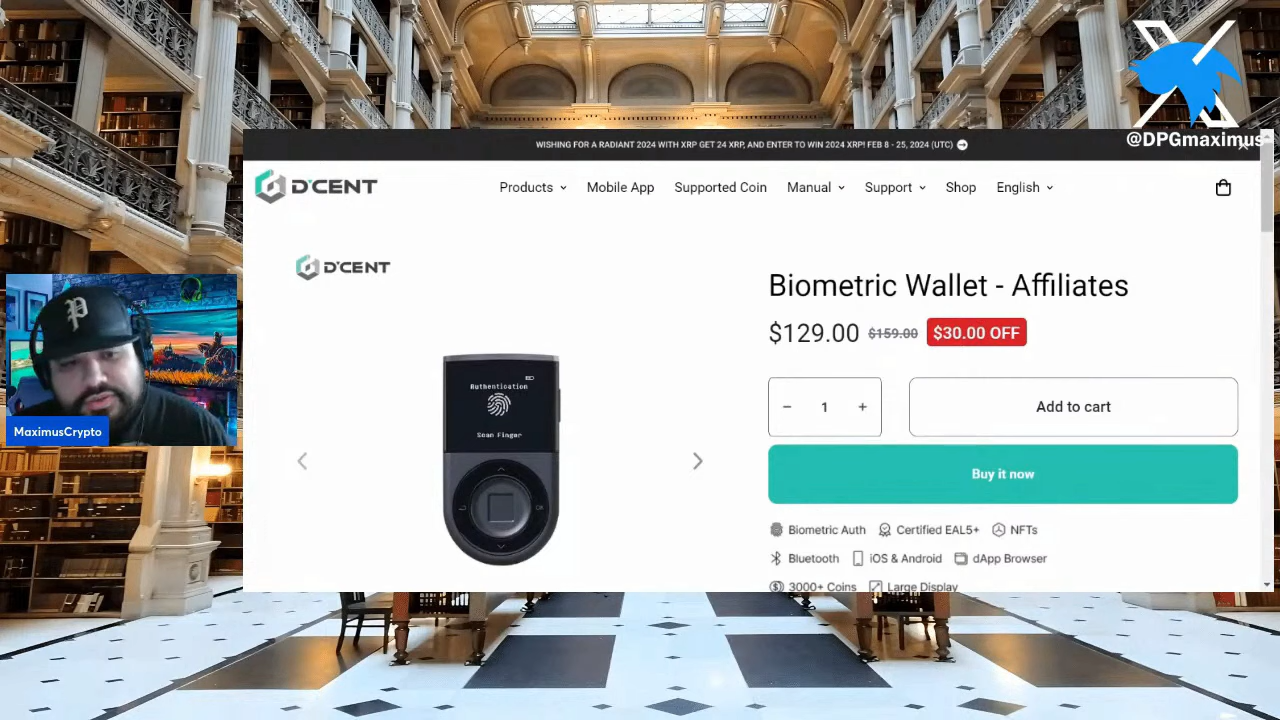 @DPGmaximus
WISHING FOR A RADIANT 2024 WITH XRP GET 24 XRP, AND ENTER TO WIN 2024 XRP! FEB 8 - 25, 2024 (UTC)
D'CENT
Products Mobile App Supported Coin Manual Support Shop English
D'CENT
Biometric Wallet - Affiliates
$129.00 $159.00 $30.00 OFF
Authentication
Scan Finger
OK
− 1 + Add to cart
Buy it now
P
MaximusCrypto
Biometric Auth Certified EAL5+ NFTs
Bluetooth iOS & Android dApp Browser
3000+ Coins Large Display